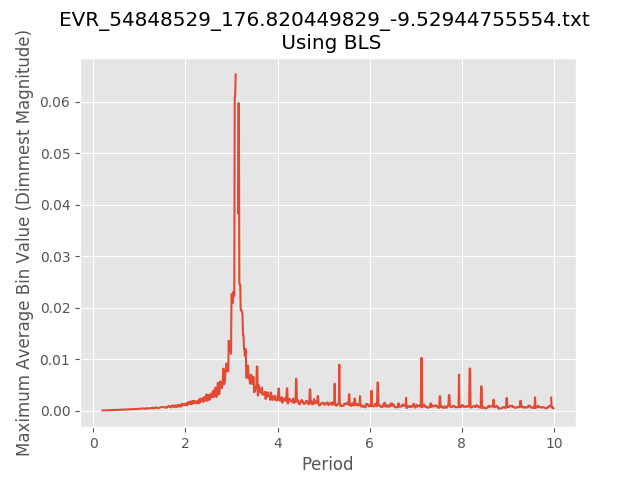 EVR_54848529_176.820449829_-9.52944755554.txt
Using BLS
Maximum Average Bin Value (Dimmest Magnitude)
0.06
0.05
0.04
0.03
0.02
0.01
0.00
0 2 4 6 8 10
Period